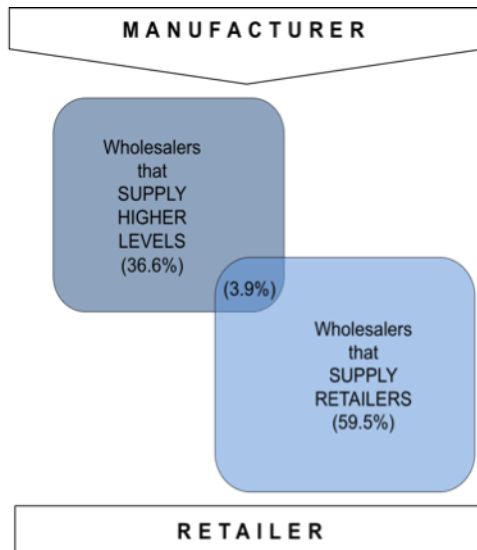 MANUFACTURER
Wholesalers
that
SUPPLY
HIGHER
LEVELS
(36.6%)
(3.9%)
Wholesalers
that
SUPPLY
RETAILERS
(59.5%)
RETAILER